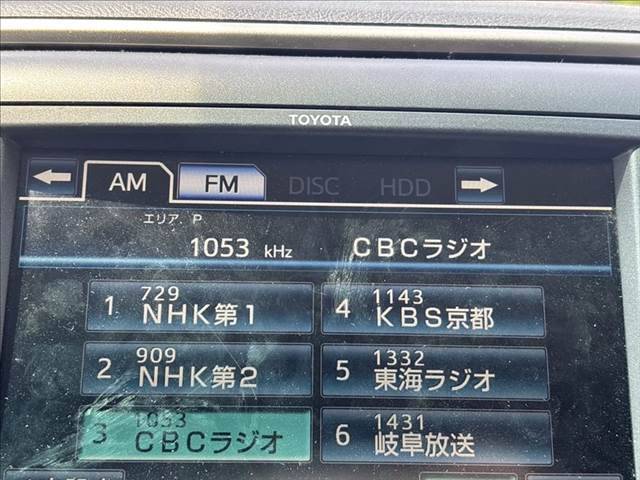 TOYOTA
AM FM DISC HDD
エリア P
1053 kHz CBCラジオ
1 729 NHK第1
4 1143 KBS京都
2 909 NHK第2
5 1332 東海ラジオ
3 1053 CBCラジオ
6 1431 岐阜放送